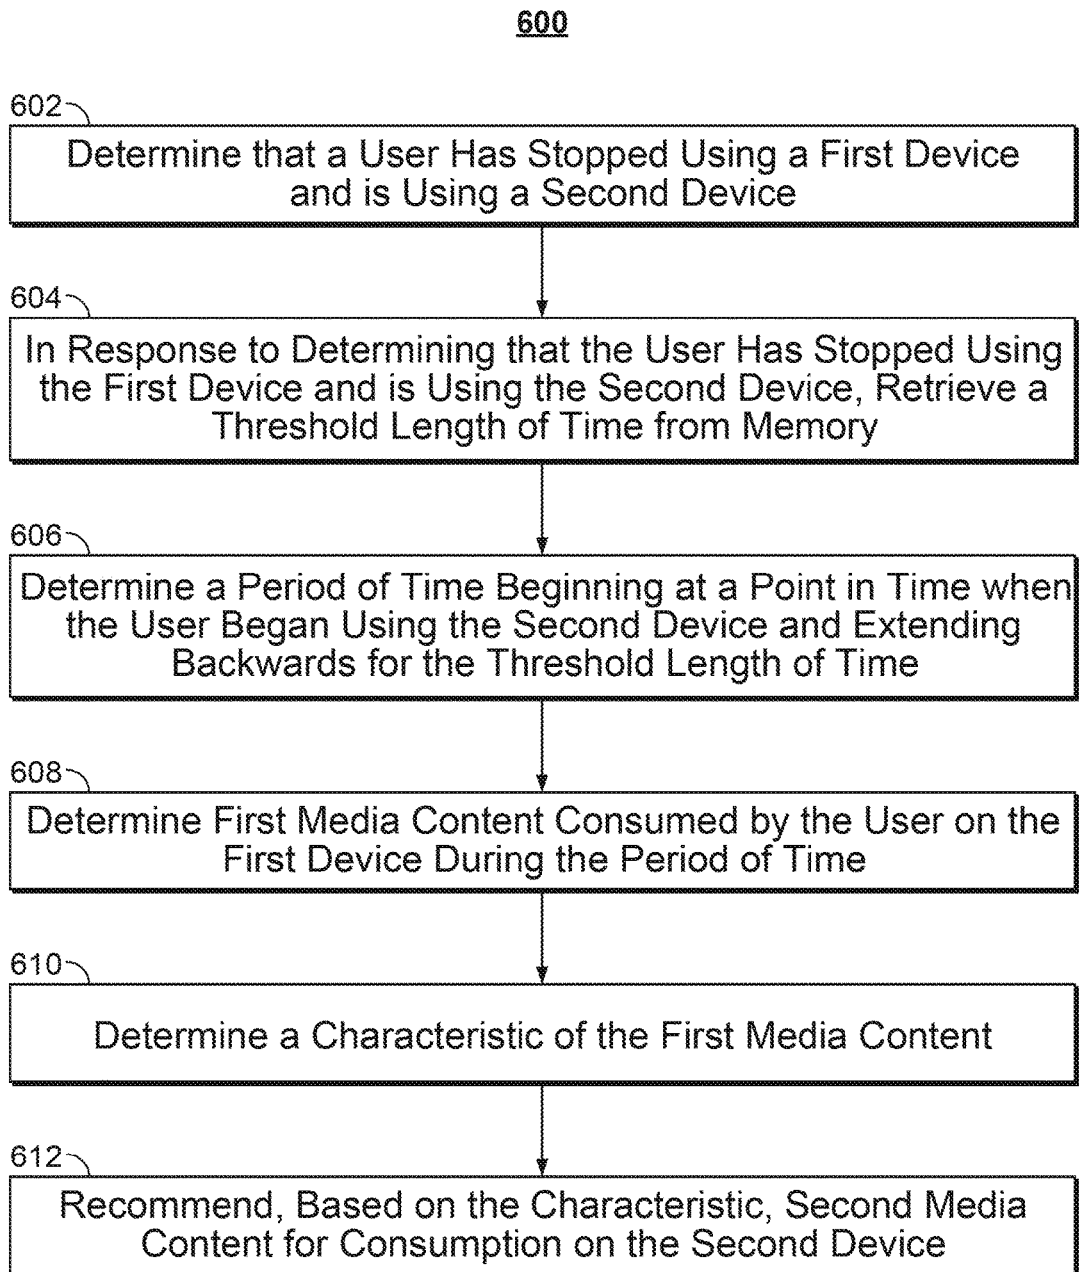 600
602
Determine that a User Has Stopped Using a First Device
and is Using a Second Device
604
In Response to Determining that the User Has Stopped Using
the First Device and is Using the Second Device, Retrieve a
Threshold Length of Time from Memory
606
Determine a Period of Time Beginning at a Point in Time when
the User Began Using the Second Device and Extending
Backwards for the Threshold Length of Time
608
Determine First Media Content Consumed by the User on the
First Device During the Period of Time
610
Determine a Characteristic of the First Media Content
612
Recommend, Based on the Characteristic, Second Media
Content for Consumption on the Second Device